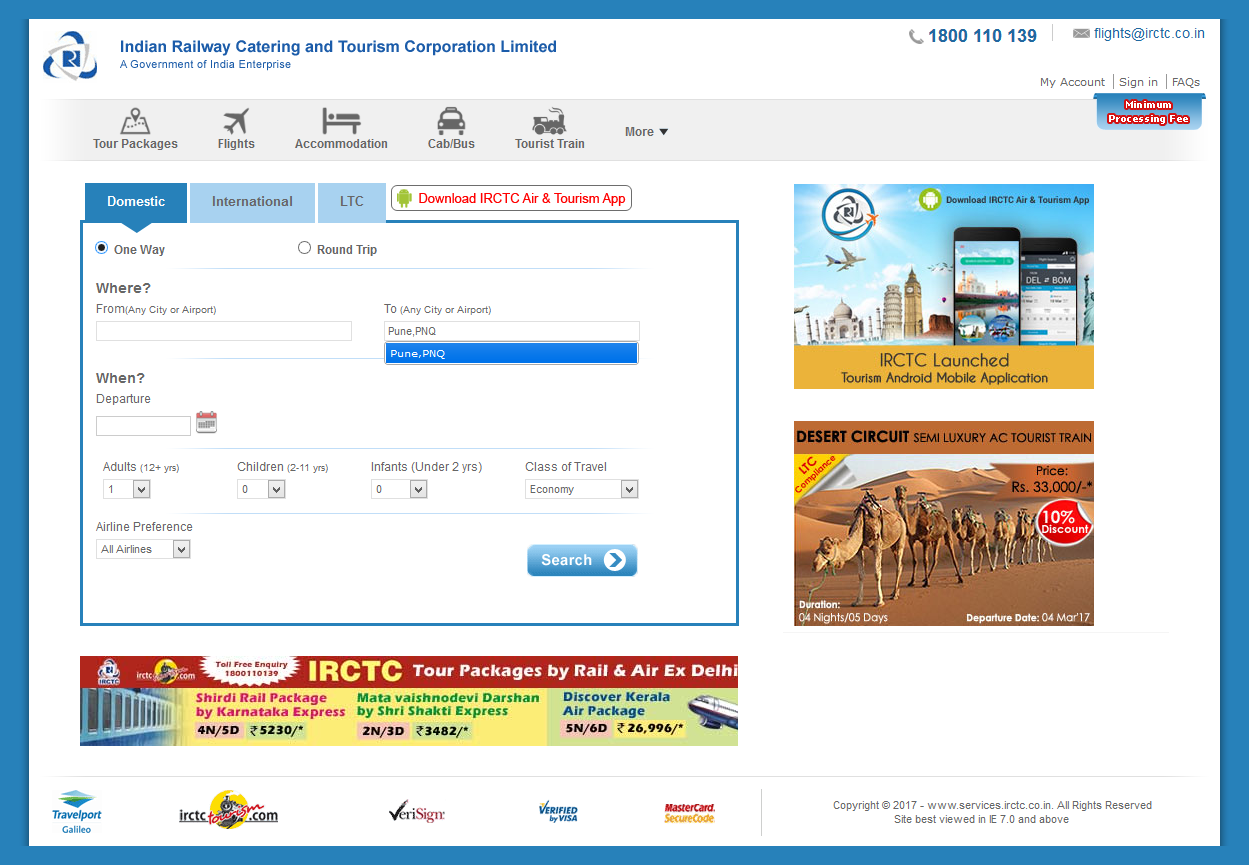 Indian Railway Catering and Tourism Corporation Limited
A Government of India Enterprise
1800 110 139
flights@irctc.co.in
My Account
Sign in
FAQs
Minimum
Processing Fee
Tour Packages
Flights
Accommodation
Cab/Bus
Tourist Train
More
Domestic
International
LTC
Download IRCTC Air & Tourism App
One Way
Round Trip
Where?
From(Any City or Airport)
To (Any City or Airport)
Pune,PNQ
Pune,PNQ
When?
Departure
Adults (12+ yrs)
Children (2-11 yrs)
Infants (Under 2 yrs)
Class of Travel
1
0
0
Economy
Airline Preference
All Airlines
Search
Download IRCTC Air & Tourism App
DEL
BOM
IRCTC Launched
Tourism Android Mobile Application
DESERT CIRCUIT SEMI LUXURY AC TOURIST TRAIN
LTC
Compliance
Price:
Rs. 33,000/-*
10%
Discount
Duration:
04 Nights/05 Days
Departure Date: 04 Mar'17
IRCTC
irctc.com
Toll Free Enquiry
1800110139
IRCTC Tour Packages by Rail & Air Ex Delhi
Shirdi Rail Package
by Karnataka Express
4N/5D ₹5230/*
Mata vaishnodevi Darshan
by Shri Shakti Express
2N/3D ₹3482/*
Discover Kerala
Air Package
5N/6D ₹ 26,996/*
Travelport
Galileo
irctc tourism .com
VeriSign
VERIFIED
by VISA
MasterCard.
SecureCode.
Copyright © 2017 - www.services.irctc.co.in. All Rights Reserved
Site best viewed in IE 7.0 and above